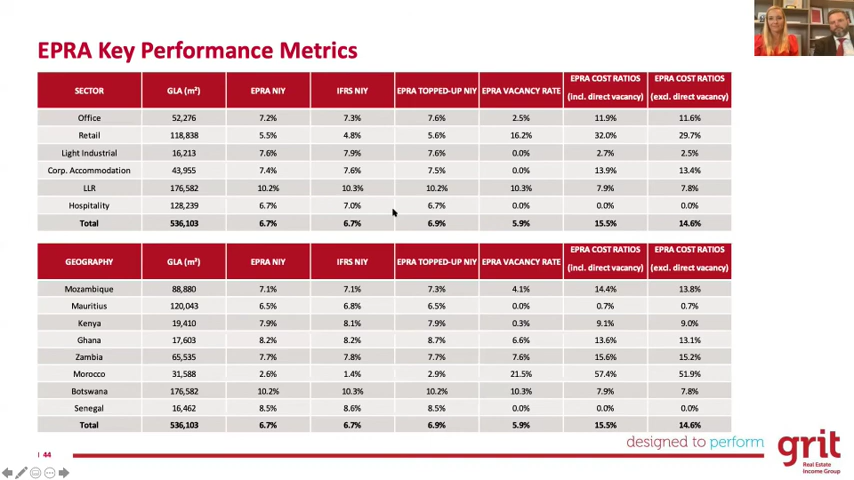 EPRA Key Performance Metrics
SECTOR GLA (m²) EPRA NIY IFRS NIY EPRA TOPPED-UP NIY EPRA VACANCY RATE EPRA COST RATIOS (incl. direct vacancy) EPRA COST RATIOS (excl. direct vacancy)
Office 52,276 7.2% 7.3% 7.6% 2.5% 11.9% 11.6%
Retail 118,838 5.5% 4.8% 5.6% 16.2% 32.0% 29.7%
Light Industrial 16,213 7.6% 7.9% 7.6% 0.0% 2.7% 2.5%
Corp. Accommodation 43,955 7.4% 7.6% 7.5% 0.0% 13.9% 13.4%
LLR 176,582 10.2% 10.3% 10.2% 10.3% 7.9% 7.8%
Hospitality 128,239 6.7% 7.0% 6.7% 0.0% 0.0% 0.0%
Total 536,103 6.7% 6.7% 6.9% 5.9% 15.5% 14.6%
GEOGRAPHY GLA (m²) EPRA NIY IFRS NIY EPRA TOPPED-UP NIY EPRA VACANCY RATE EPRA COST RATIOS (incl. direct vacancy) EPRA COST RATIOS (excl. direct vacancy)
Mozambique 88,880 7.1% 7.1% 7.3% 4.1% 14.4% 13.8%
Mauritius 120,043 6.5% 6.8% 6.5% 0.0% 0.7% 0.7%
Kenya 19,410 7.9% 8.1% 7.9% 0.3% 9.1% 9.0%
Ghana 17,603 8.2% 8.2% 8.7% 6.6% 13.6% 13.1%
Zambia 65,535 7.7% 7.8% 7.7% 7.6% 15.6% 15.2%
Morocco 31,588 2.6% 1.4% 2.9% 21.5% 57.4% 51.9%
Botswana 176,582 10.2% 10.3% 10.2% 10.3% 7.9% 7.8%
Senegal 16,462 8.5% 8.6% 8.5% 0.0% 0.0% 0.0%
Total 536,103 6.7% 6.7% 6.9% 5.9% 15.5% 14.6%
designed to perform
grit
Real Estate
Income Group
| 44